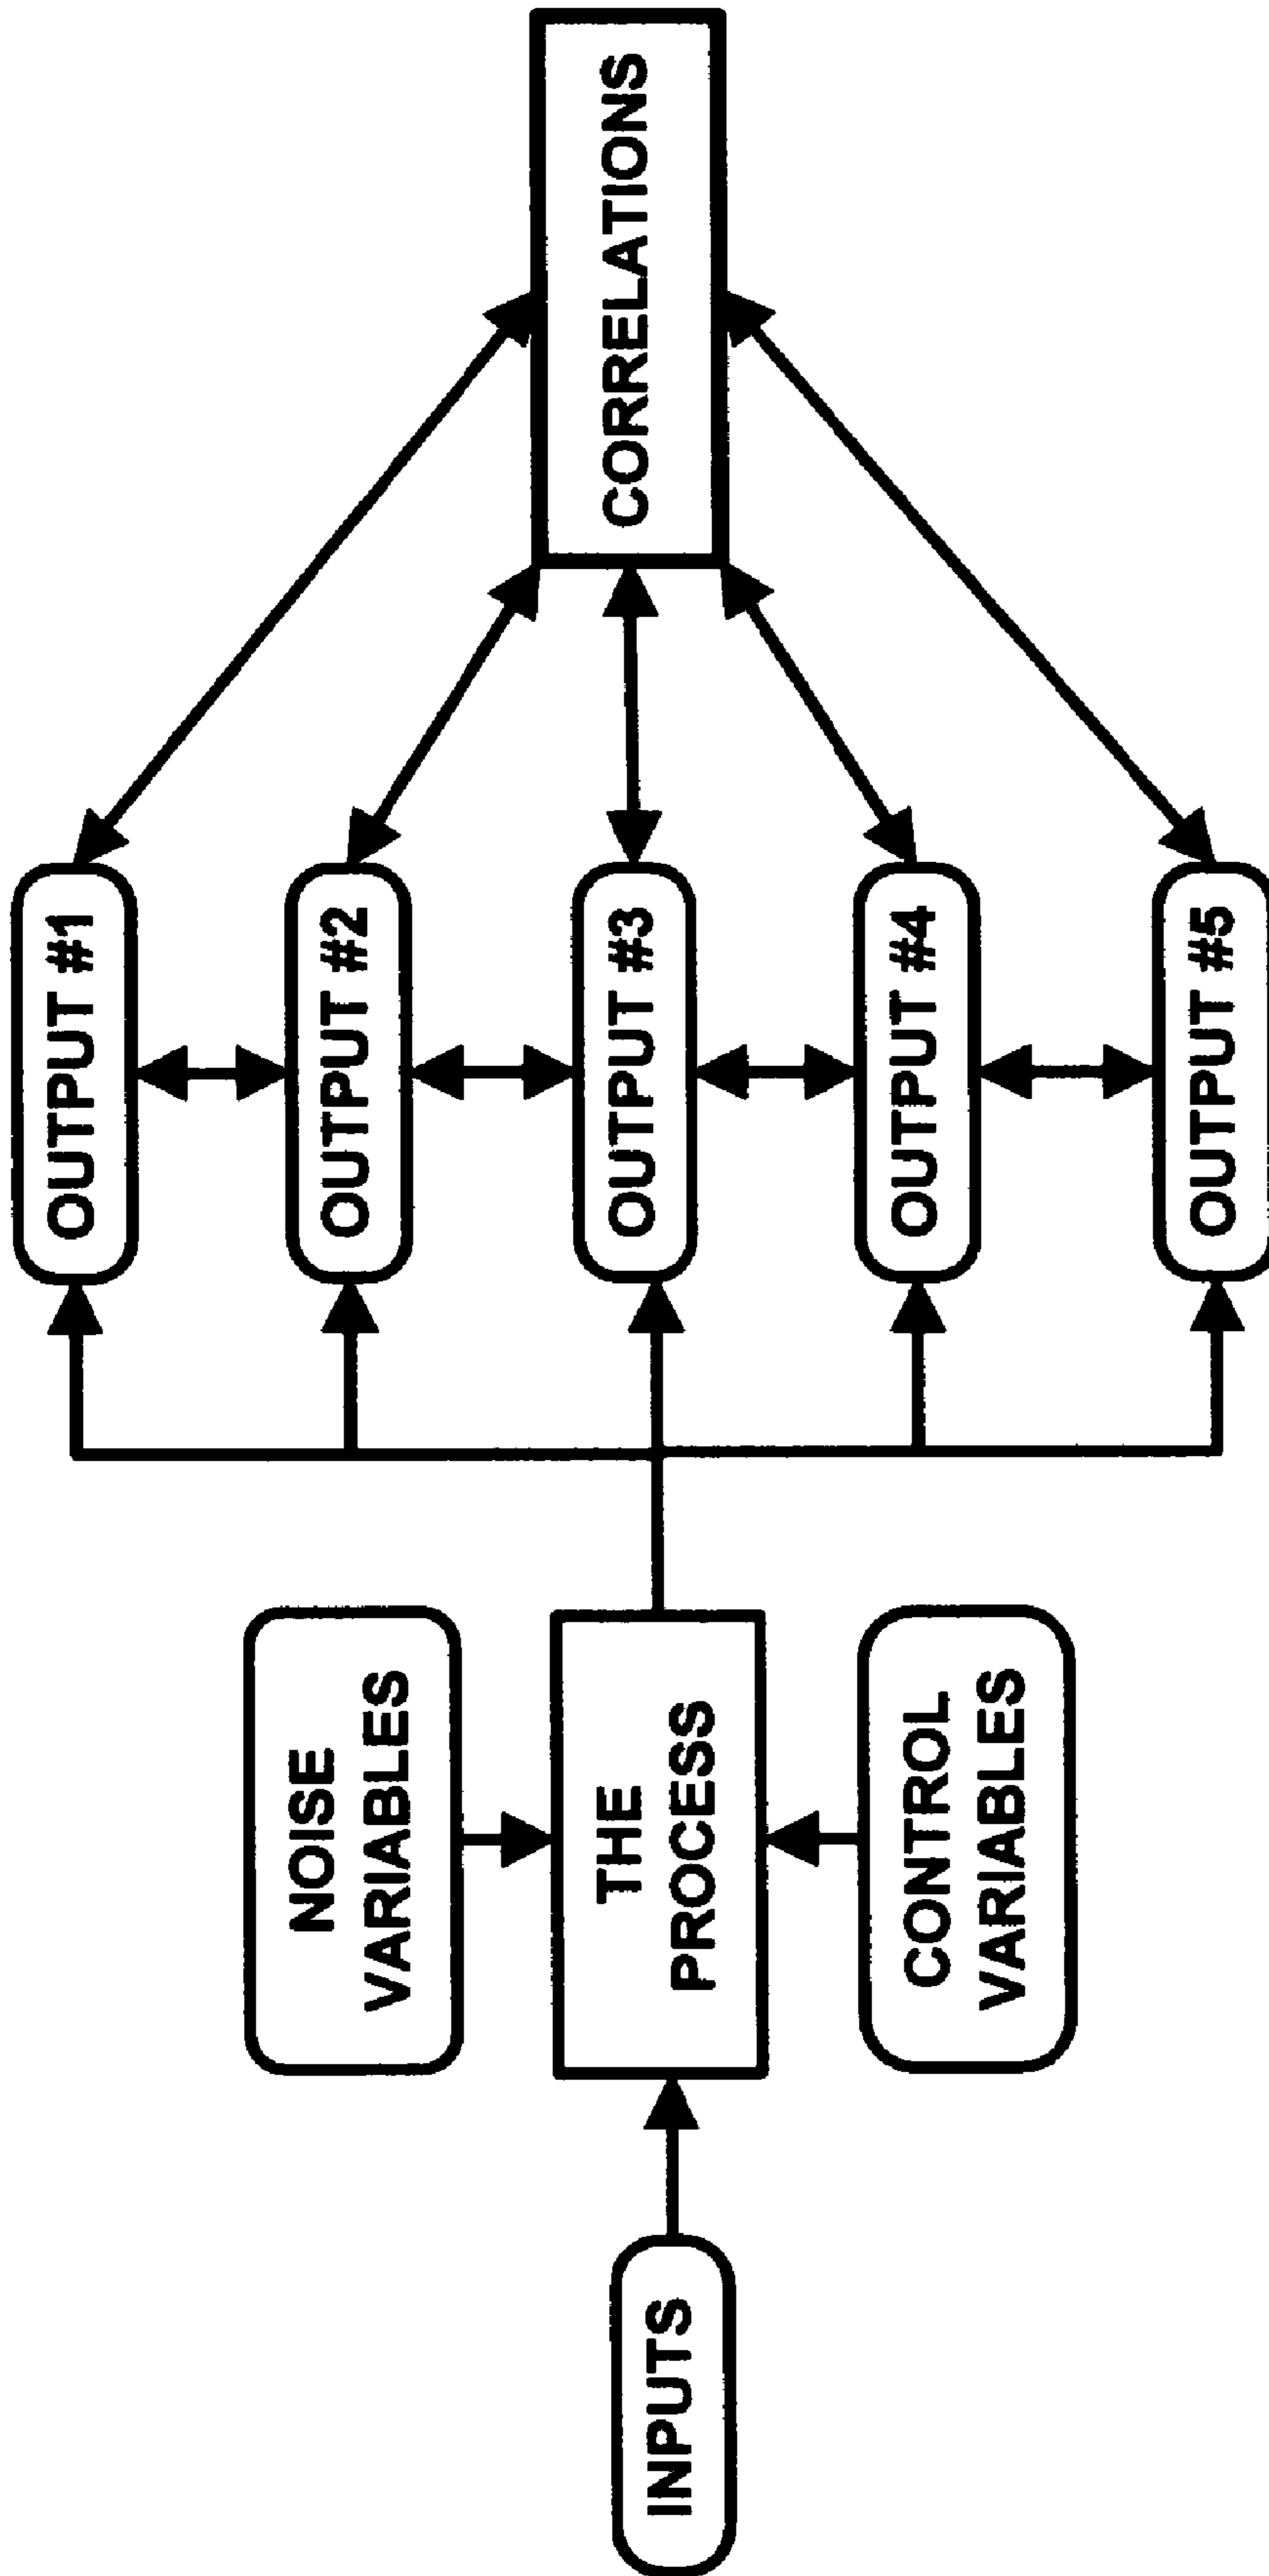 INPUTS
NOISE
VARIABLES
THE
PROCESS
CONTROL
VARIABLES
OUTPUT #1
OUTPUT #2
OUTPUT #3
OUTPUT #4
OUTPUT #5
CORRELATIONS